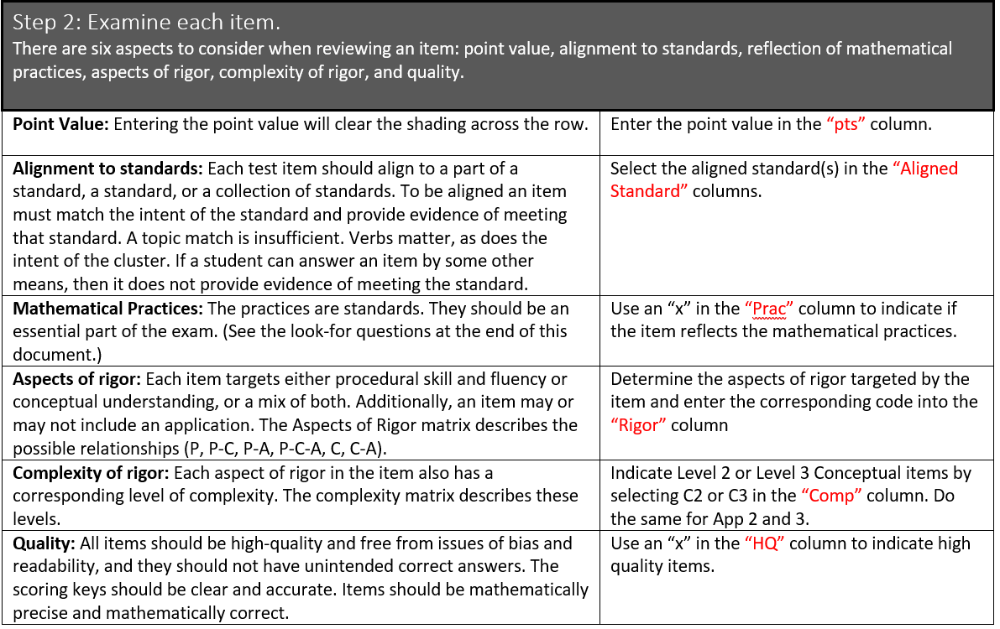 Step 2: Examine each item.
There are six aspects to consider when reviewing an item: point value, alignment to standards, reflection of mathematical
practices, aspects of rigor, complexity of rigor, and quality.
Point Value: Entering the point value will clear the shading across the row.
Enter the point value in the “pts” column.
Alignment to standards: Each test item should align to a part of a
standard, a standard, or a collection of standards. To be aligned an item
must match the intent of the standard and provide evidence of meeting
that standard. A topic match is insufficient. Verbs matter, as does the
intent of the cluster. If a student can answer an item by some other
means, then it does not provide evidence of meeting the standard.
Select the aligned standard(s) in the “Aligned
Standard” columns.
Mathematical Practices: The practices are standards. They should be an
essential part of the exam. (See the look-for questions at the end of this
document.)
Use an “x” in the “Prac” column to indicate if
the item reflects the mathematical practices.
Aspects of rigor: Each item targets either procedural skill and fluency or
conceptual understanding, or a mix of both. Additionally, an item may or
may not include an application. The Aspects of Rigor matrix describes the
possible relationships (P, P-C, P-A, P-C-A, C, C-A).
Determine the aspects of rigor targeted by the
item and enter the corresponding code into the
“Rigor” column
Complexity of rigor: Each aspect of rigor in the item also has a
corresponding level of complexity. The complexity matrix describes these
levels.
Indicate Level 2 or Level 3 Conceptual items by
selecting C2 or C3 in the “Comp” column. Do
the same for App 2 and 3.
Quality: All items should be high-quality and free from issues of bias and
readability, and they should not have unintended correct answers. The
scoring keys should be clear and accurate. Items should be mathematically
precise and mathematically correct.
Use an “x” in the “HQ” column to indicate high
quality items.